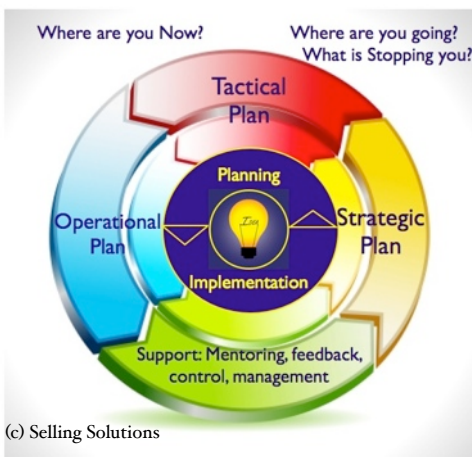 Where are you Now?
Where are you going?
What is Stopping you?
Tactical
Plan
Planning
Idea
Operational
Plan
Strategic
Plan
Implementation
Support: Mentoring, feedback,
control, management
(c) Selling Solutions